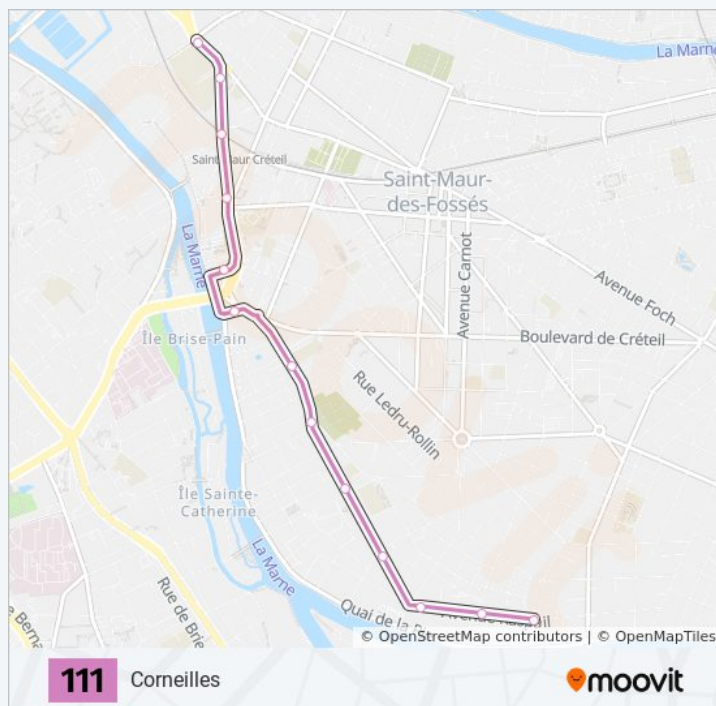 La Marne
Saint-Maur Créteil
Saint-Maur-
des-Fossés
La Marne
Avenue Carnot
Avenue Foch
Île Brise-Pain
Boulevard de Créteil
Rue Ledru-Rollin
Île Sainte-
Catherine
La Marne
Rue de Brie
Quai de la
© OpenStreetMap contributors | © OpenMapTiles
111 Corneilles
moovit